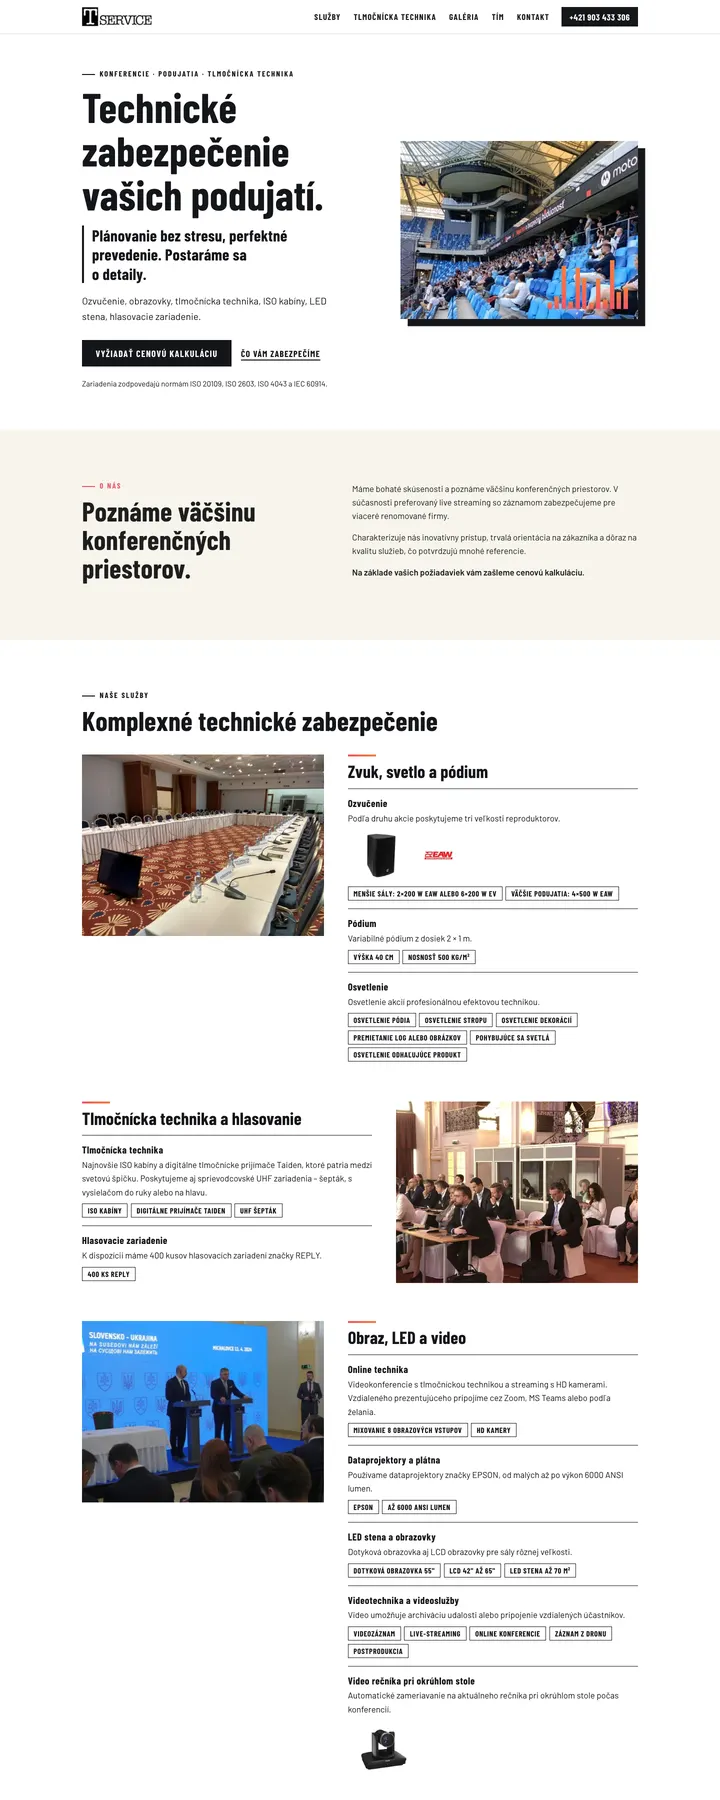 T SERVICE
SLUŽBY TLMOČNÍCKA TECHNIKA GALÉRIA TÍM KONTAKT +421 903 433 306
KONFERENCIE · PODUJATIA · TLMOČNÍCKA TECHNIKA
Technické
zabezpečenie
vašich podujatí.
Plánovanie bez stresu, perfektné
prevedenie. Postaráme sa
o detaily.
Ozvučenie, obrazovky, tlmočnícka technika, ISO kabíny, LED
stena, hlasovacie zariadenie.
VYŽIADAŤ CENOVÚ KALKULÁCIU ČO VÁM ZABEZPEČÍME
Zariadenia zodpovedajú normám ISO 20109, ISO 2603, ISO 4043 a IEC 60914.
moto
O NÁS
Poznáme väčšinu
konferenčných
priestorov.
Máme bohaté skúsenosti a poznáme väčšinu konferenčných priestorov. V
súčasnosti preferovaný live streaming so záznamom zabezpečujeme pre
viaceré renomované firmy.
Charakterizuje nás inovatívny prístup, trvalá orientácia na zákazníka a dôraz na
kvalitu služieb, čo potvrdzujú mnohé referencie.
Na základe vašich požiadaviek vám zašleme cenovú kalkuláciu.
NAŠE SLUŽBY
Komplexné technické zabezpečenie
Zvuk, svetlo a pódium
Ozvučenie
Podľa druhu akcie poskytujeme tri veľkosti reproduktorov.
EAW
MENŠIE SÁLY: 2×200 W EAW ALEBO 6×200 W EV VÄČŠIE PODUJATIA: 4×500 W EAW
Pódium
Variabilné pódium z dosiek 2 × 1 m.
VÝŠKA 40 CM NOSNOSŤ 500 KG/M²
Osvetlenie
Osvetlenie akcií profesionálnou efektovou technikou.
OSVETLENIE PÓDIA OSVETLENIE STROPU OSVETLENIE DEKORÁCIÍ
PREMIETANIE LOG ALEBO OBRÁZKOV POHYBUJÚCE SA SVETLÁ
OSVETLENIE ODHAĽUJÚCE PRODUKT
Tlmočnícka technika a hlasovanie
Tlmočnícka technika
Najnovšie ISO kabíny a digitálne tlmočnícke prijímače Taiden, ktoré patria medzi
svetovú špičku. Poskytujeme aj sprievodcovské UHF zariadenia – šepták, s
vysielačom do ruky alebo na hlavu.
ISO KABÍNY DIGITÁLNE PRIJÍMAČE TAIDEN UHF ŠEPTÁK
Hlasovacie zariadenie
K dispozícii máme 400 kusov hlasovacích zariadení značky REPLY.
400 KS REPLY
SLOVENSKO - UKRAJINA
NA SUSEDOVI NÁM ZÁLEŽÍ
НА СУСІДОВІ НАМ ЗАЛЕЖИТЬ
MICHALOVCE 12. 4. 2024
Obraz, LED a video
Online technika
Videokonferencie s tlmočníckou technikou a streaming s HD kamerami.
Vzdialeného prezentujúceho pripojíme cez Zoom, MS Teams alebo podľa
želania.
MIXOVANIE 8 OBRAZOVÝCH VSTUPOV HD KAMERY
Dataprojektory a plátna
Používame dataprojektory značky EPSON, od malých až po výkon 6000 ANSI
lumen.
EPSON AŽ 6000 ANSI LUMEN
LED stena a obrazovky
Dotyková obrazovka aj LCD obrazovky pre sály rôznej veľkosti.
DOTYKOVÁ OBRAZOVKA 55" LCD 42" AŽ 65" LED STENA AŽ 70 M²
Videotechnika a videoslužby
Video umožňuje archiváciu udalosti alebo pripojenie vzdialených účastníkov.
VIDEOZÁZNAM LIVE-STREAMING ONLINE KONFERENCIE ZÁZNAM Z DRONU
POSTPRODUKCIA
Video rečníka pri okrúhlom stole
Automatické zameriavanie na aktuálneho rečníka pri okrúhlom stole počas
konferencií.